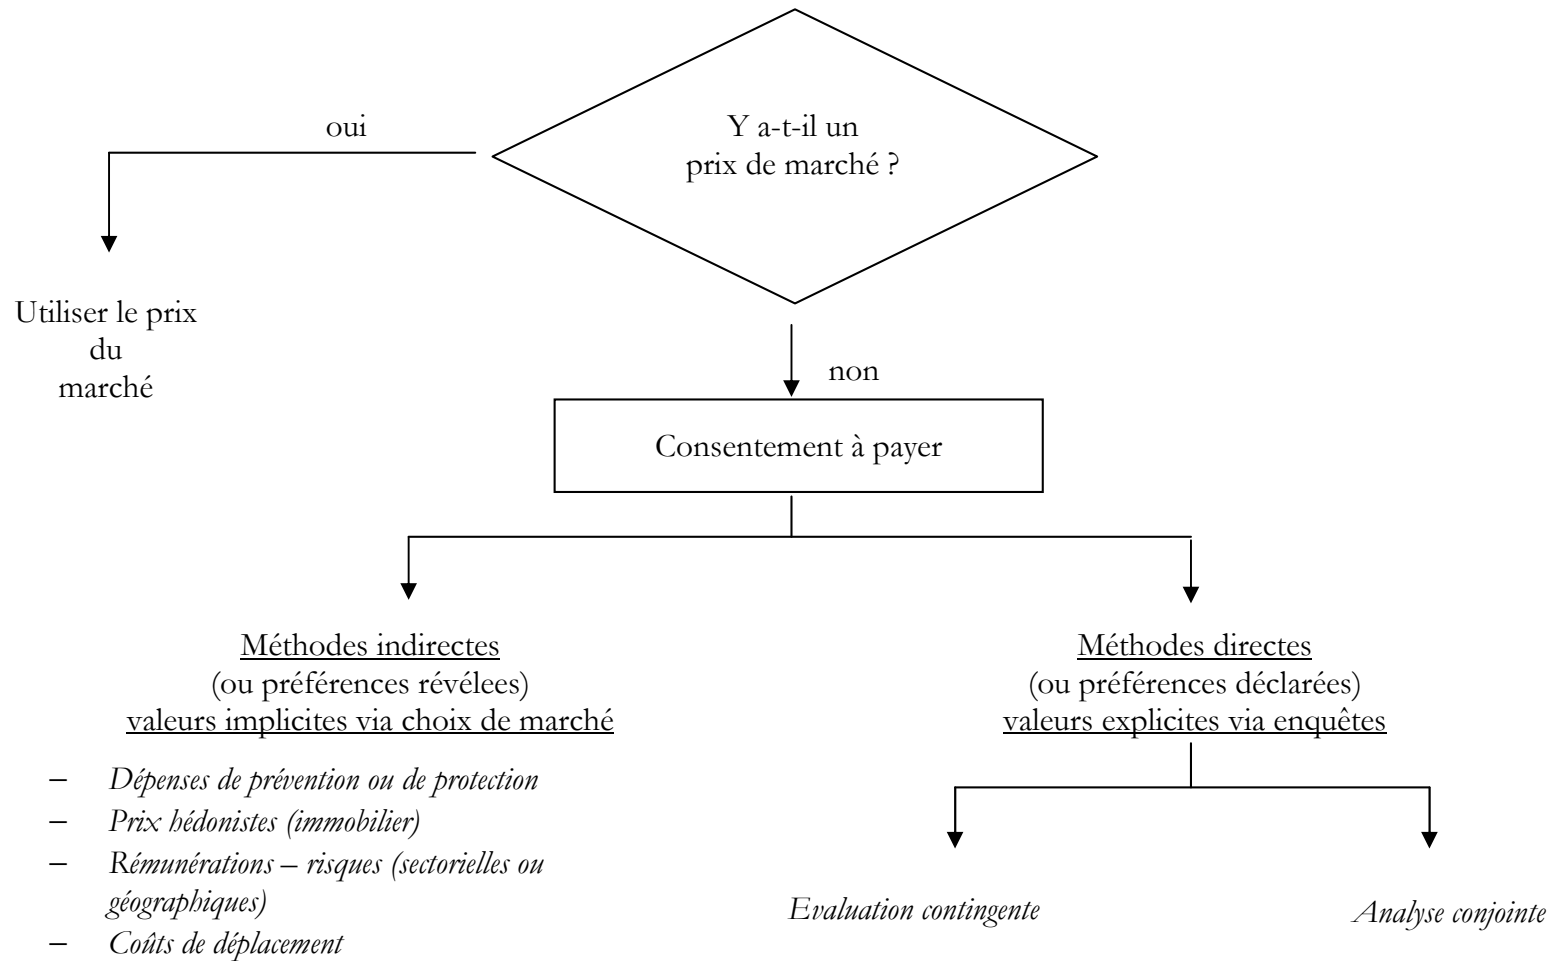 Y a-t-il un
prix de marché ?
oui
Utiliser le prix
du
marché
non
Consentement à payer
Méthodes indirectes
(ou préférences révélees)
valeurs implicites via choix de marché
– Dépenses de prévention ou de protection
– Prix hédonistes (immobilier)
– Rémunérations – risques (sectorielles ou
géographiques)
– Coûts de déplacement
Méthodes directes
(ou préférences déclarées)
valeurs explicites via enquêtes
Evaluation contingente
Analyse conjointe